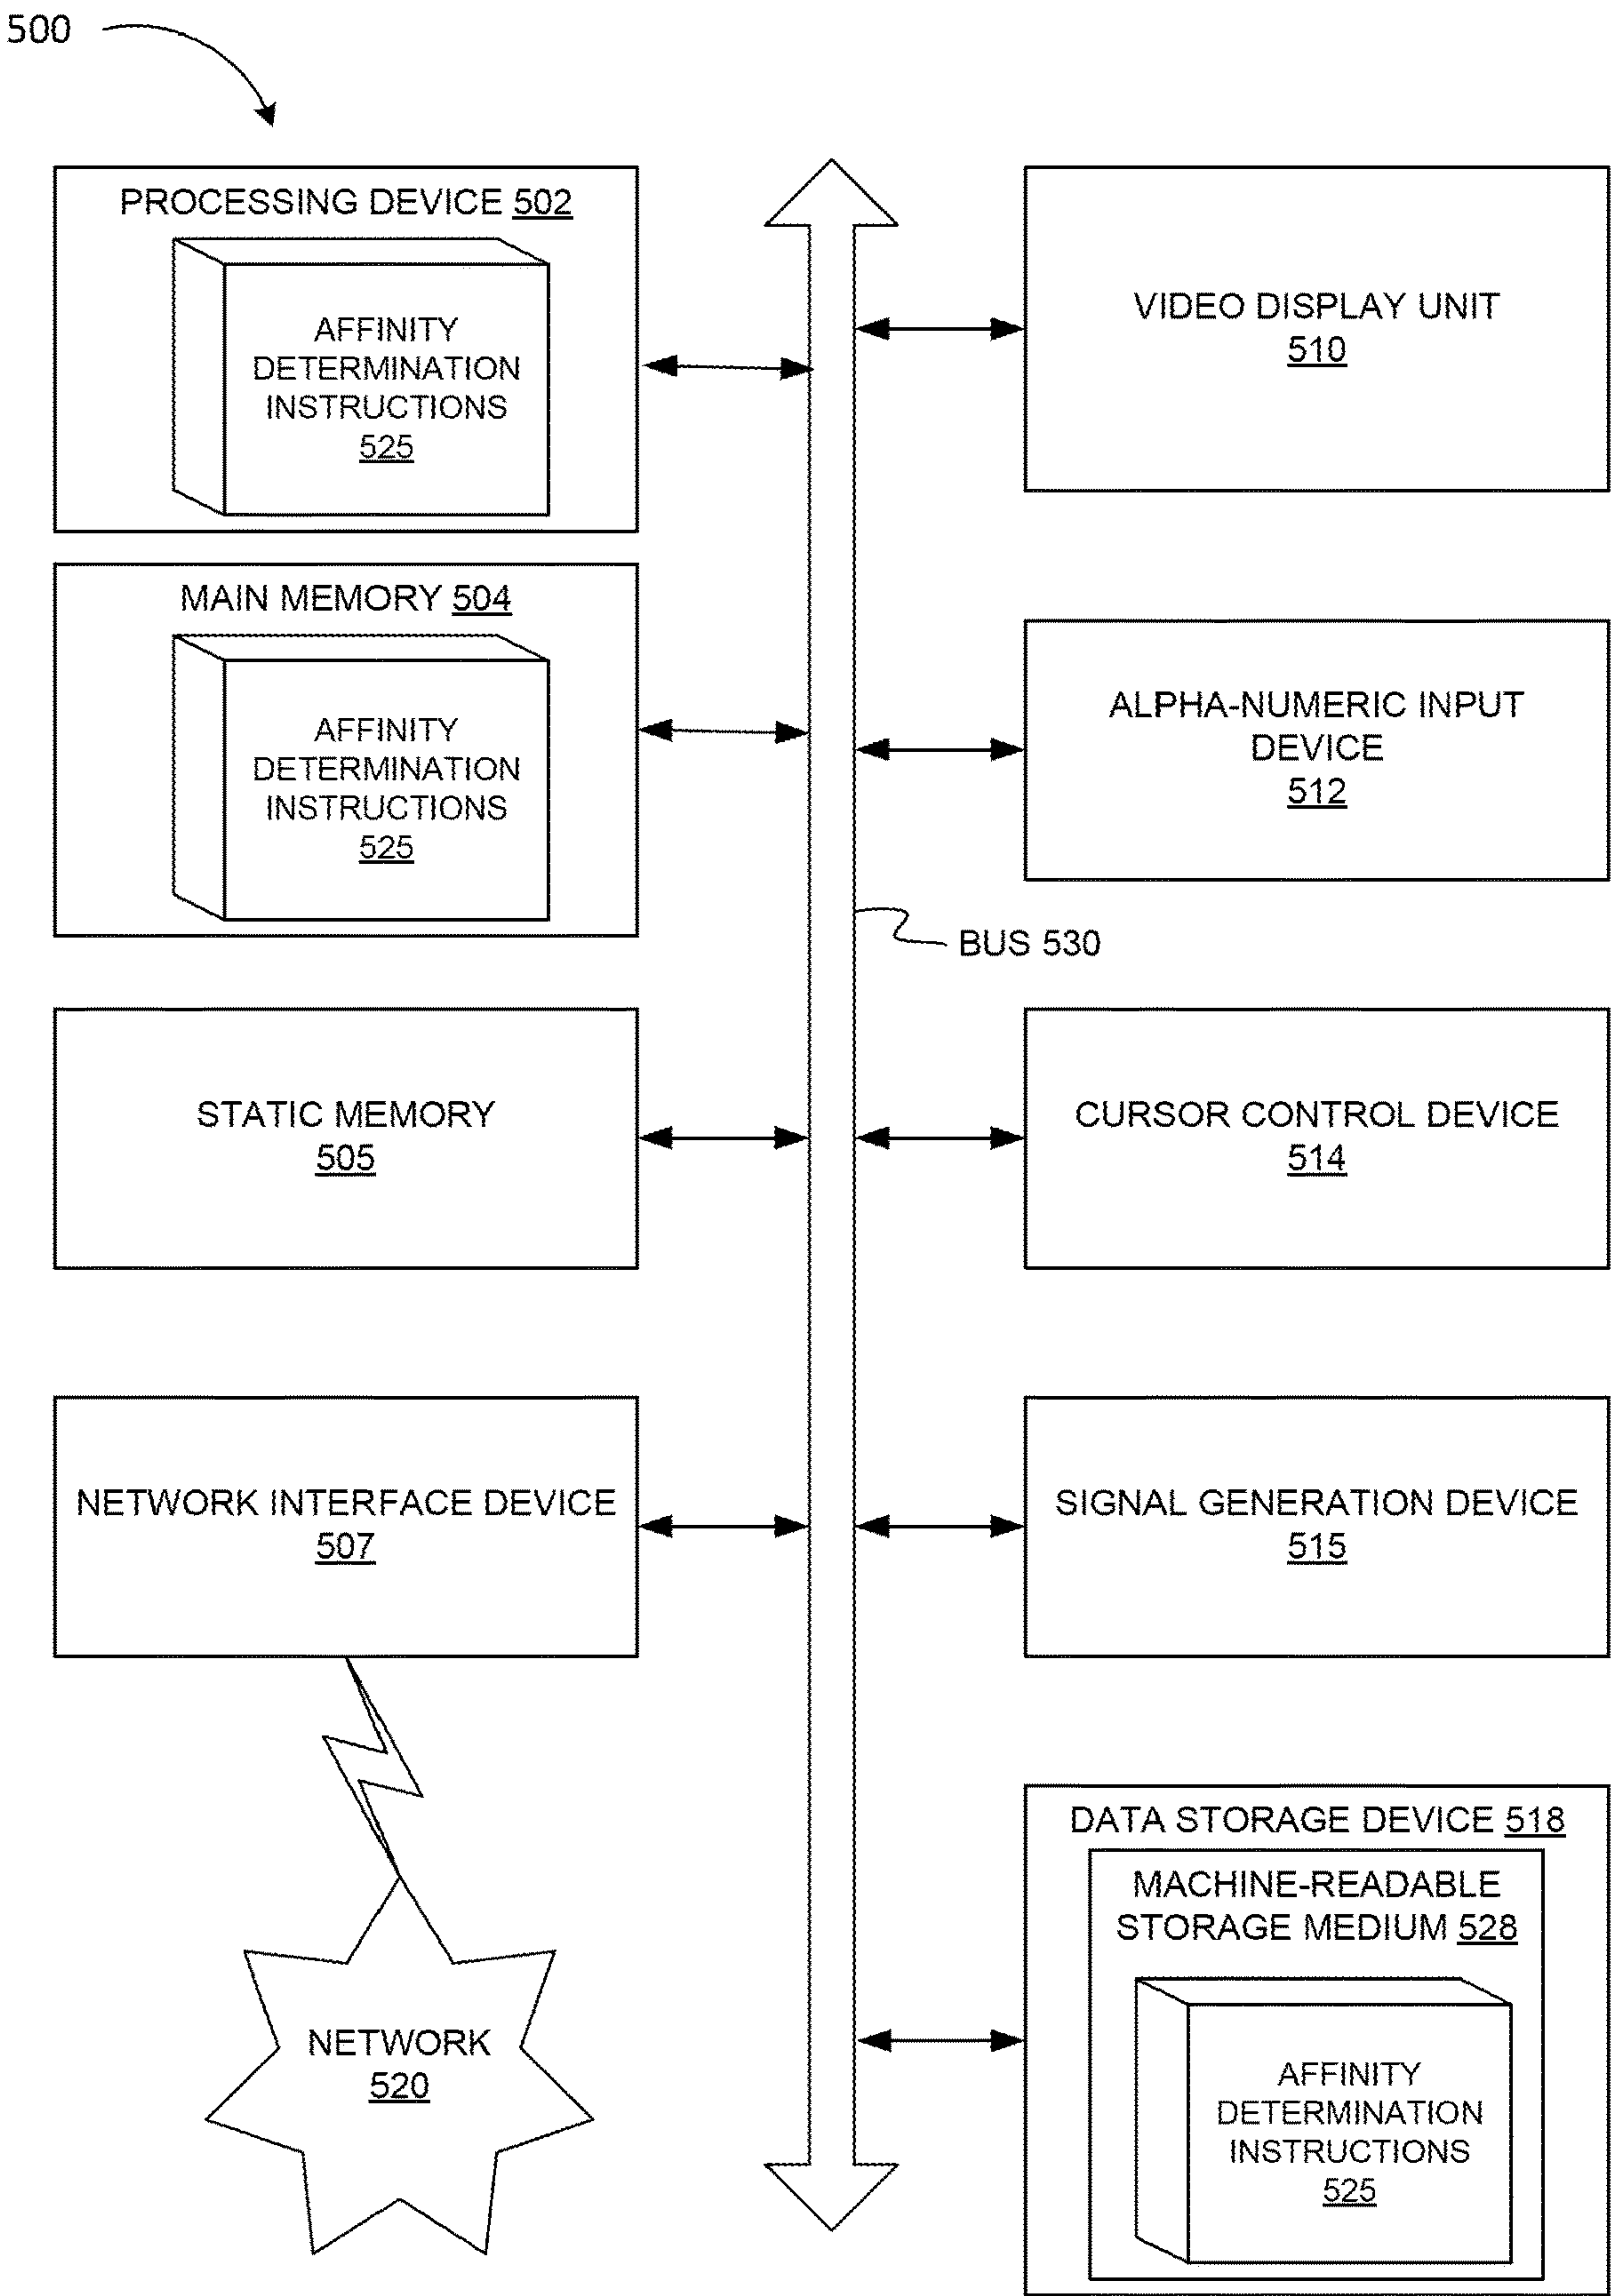 500
PROCESSING DEVICE 502
AFFINITY
DETERMINATION
INSTRUCTIONS
525
MAIN MEMORY 504
AFFINITY
DETERMINATION
INSTRUCTIONS
525
STATIC MEMORY
505
NETWORK INTERFACE DEVICE
507
NETWORK
520
BUS 530
VIDEO DISPLAY UNIT
510
ALPHA-NUMERIC INPUT
DEVICE
512
CURSOR CONTROL DEVICE
514
SIGNAL GENERATION DEVICE
515
DATA STORAGE DEVICE 518
MACHINE-READABLE
STORAGE MEDIUM 528
AFFINITY
DETERMINATION
INSTRUCTIONS
525